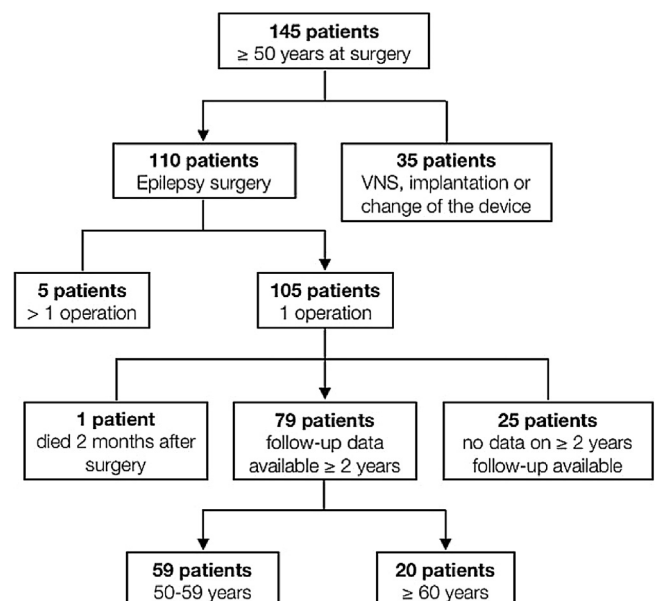 145 patients
≥ 50 years at surgery
110 patients
Epilepsy surgery
35 patients
VNS, implantation or
change of the device
5 patients
> 1 operation
105 patients
1 operation
1 patient
died 2 months after
surgery
79 patients
follow-up data
available ≥ 2 years
25 patients
no data on ≥ 2 years
follow-up available
59 patients
50-59 years
20 patients
≥ 60 years